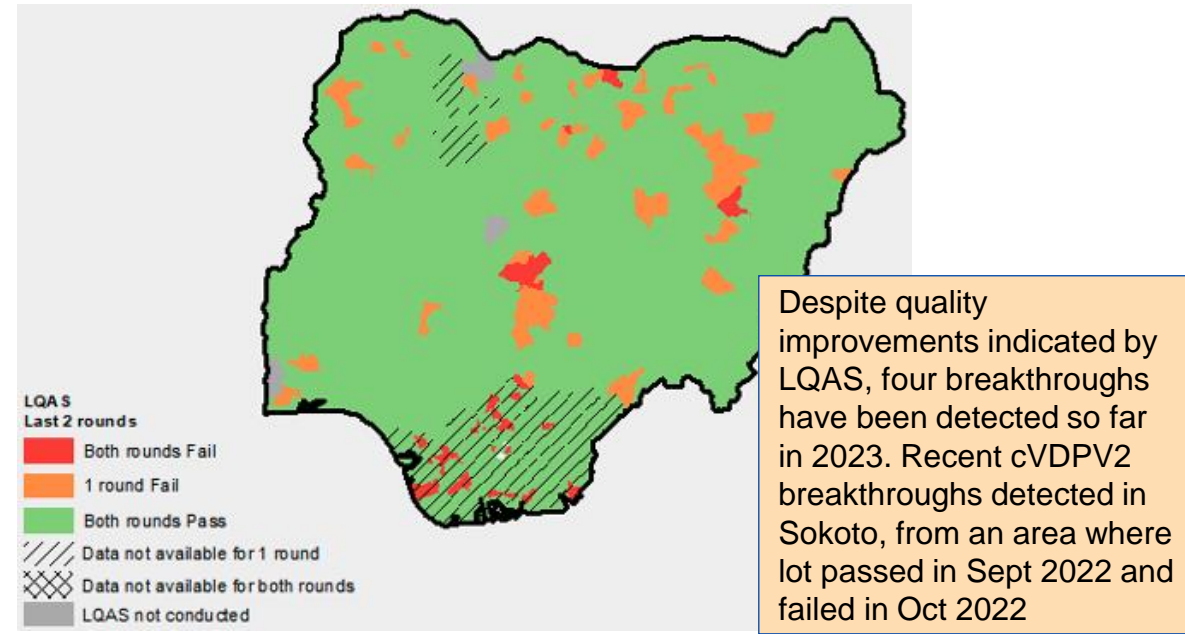 LQAS
Last 2 rounds
Both rounds Fail
1 round Fail
Both rounds Pass
Data not available for 1 round
Data not available for both rounds
LQAS not conducted
Despite quality
improvements indicated by
LQAS, four breakthroughs
have been detected so far
in 2023. Recent cVDPV2
breakthroughs detected in
Sokoto, from an area where
lot passed in Sept 2022 and
failed in Oct 2022